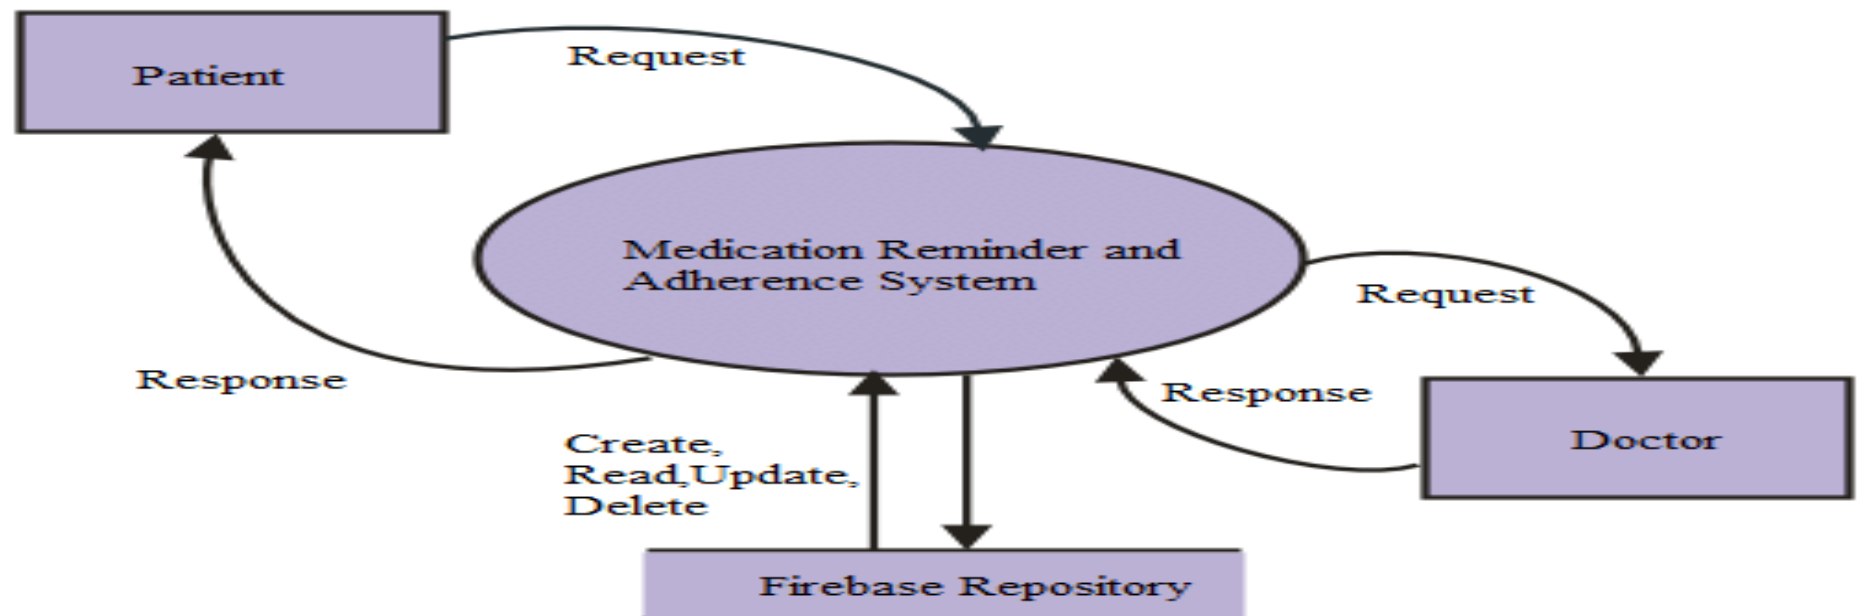 Patient
Request
Medication Reminder and
Adherence System
Request
Response
Response
Doctor
Create,
Read,Update,
Delete
Firebase Repository